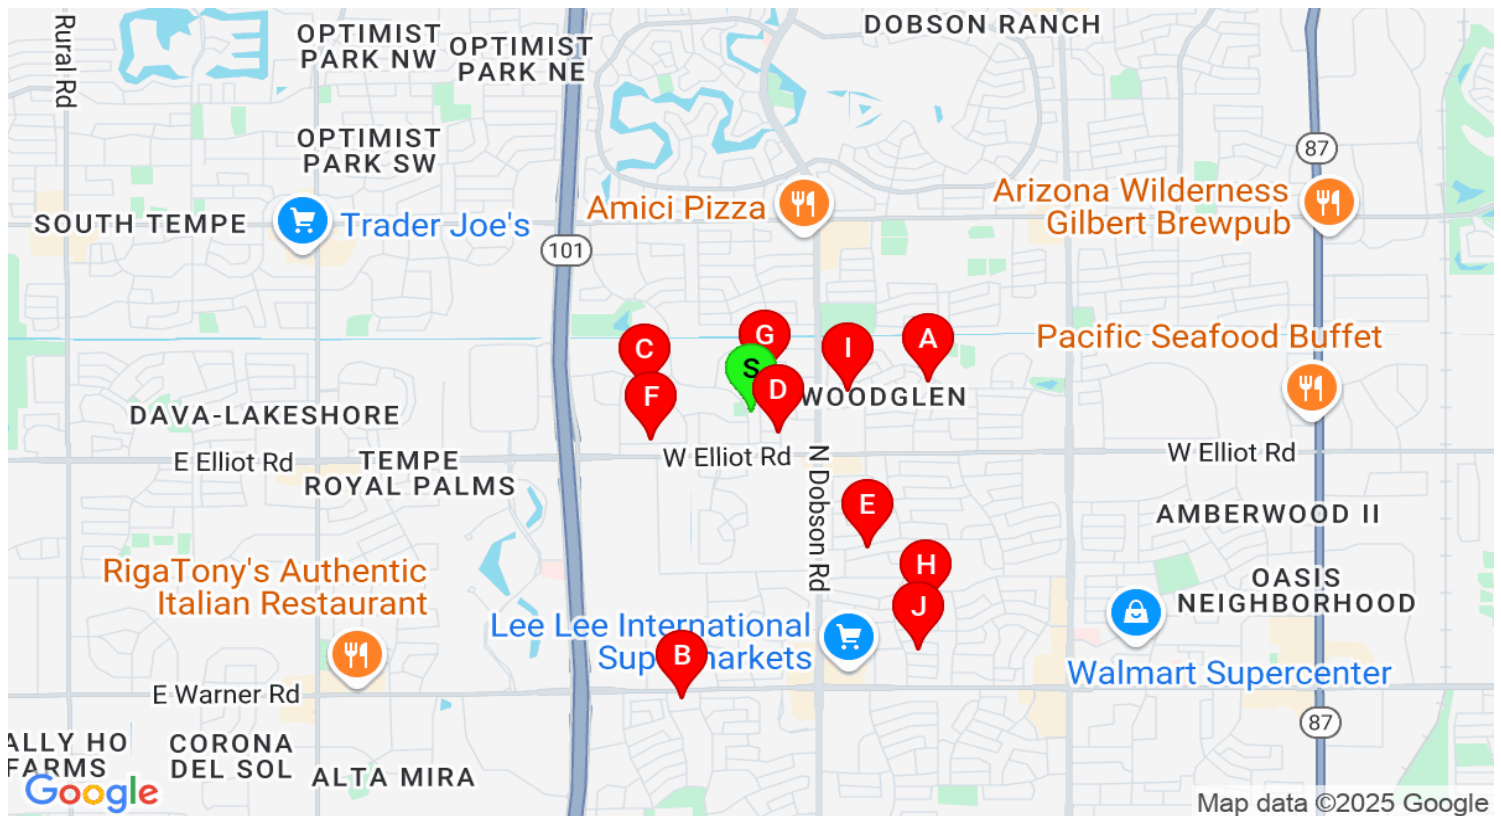 Rural Rd
OPTIMIST
PARK NW
OPTIMIST
PARK NE
DOBSON RANCH
OPTIMIST
PARK SW
87
SOUTH TEMPE
Trader Joe's
101
Amici Pizza
Arizona Wilderness
Gilbert Brewpub
C
G
S
I
A
F
D
WOODGLEN
Pacific Seafood Buffet
DAVA-LAKESHORE
E Elliot Rd
TEMPE
ROYAL PALMS
W Elliot Rd
N Dobson Rd
W Elliot Rd
E
AMBERWOOD II
RigaTony's Authentic
Italian Restaurant
H
J
OASIS
NEIGHBORHOOD
Lee Lee International
B
Walmart Supercenter
E Warner Rd
87
ALLY HO
FARMS
CORONA
DEL SOL
ALTA MIRA
Google
Map data ©2025 Google